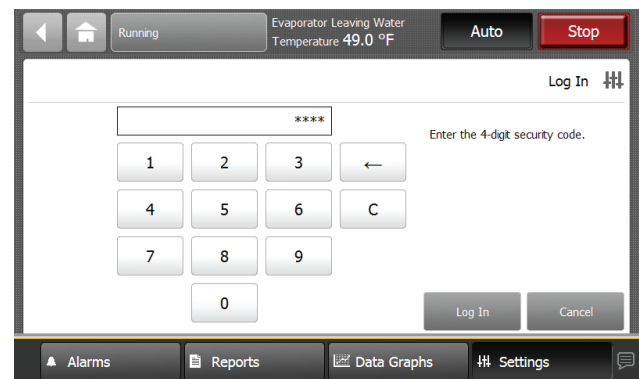 Running
Evaporator Leaving Water
Temperature 49.0 °F
Auto
Stop
Log In
****
Enter the 4-digit security code.
1 2 3 ←
4 5 6 C
7 8 9
0
Log In
Cancel
Alarms
Reports
Data Graphs
Settings